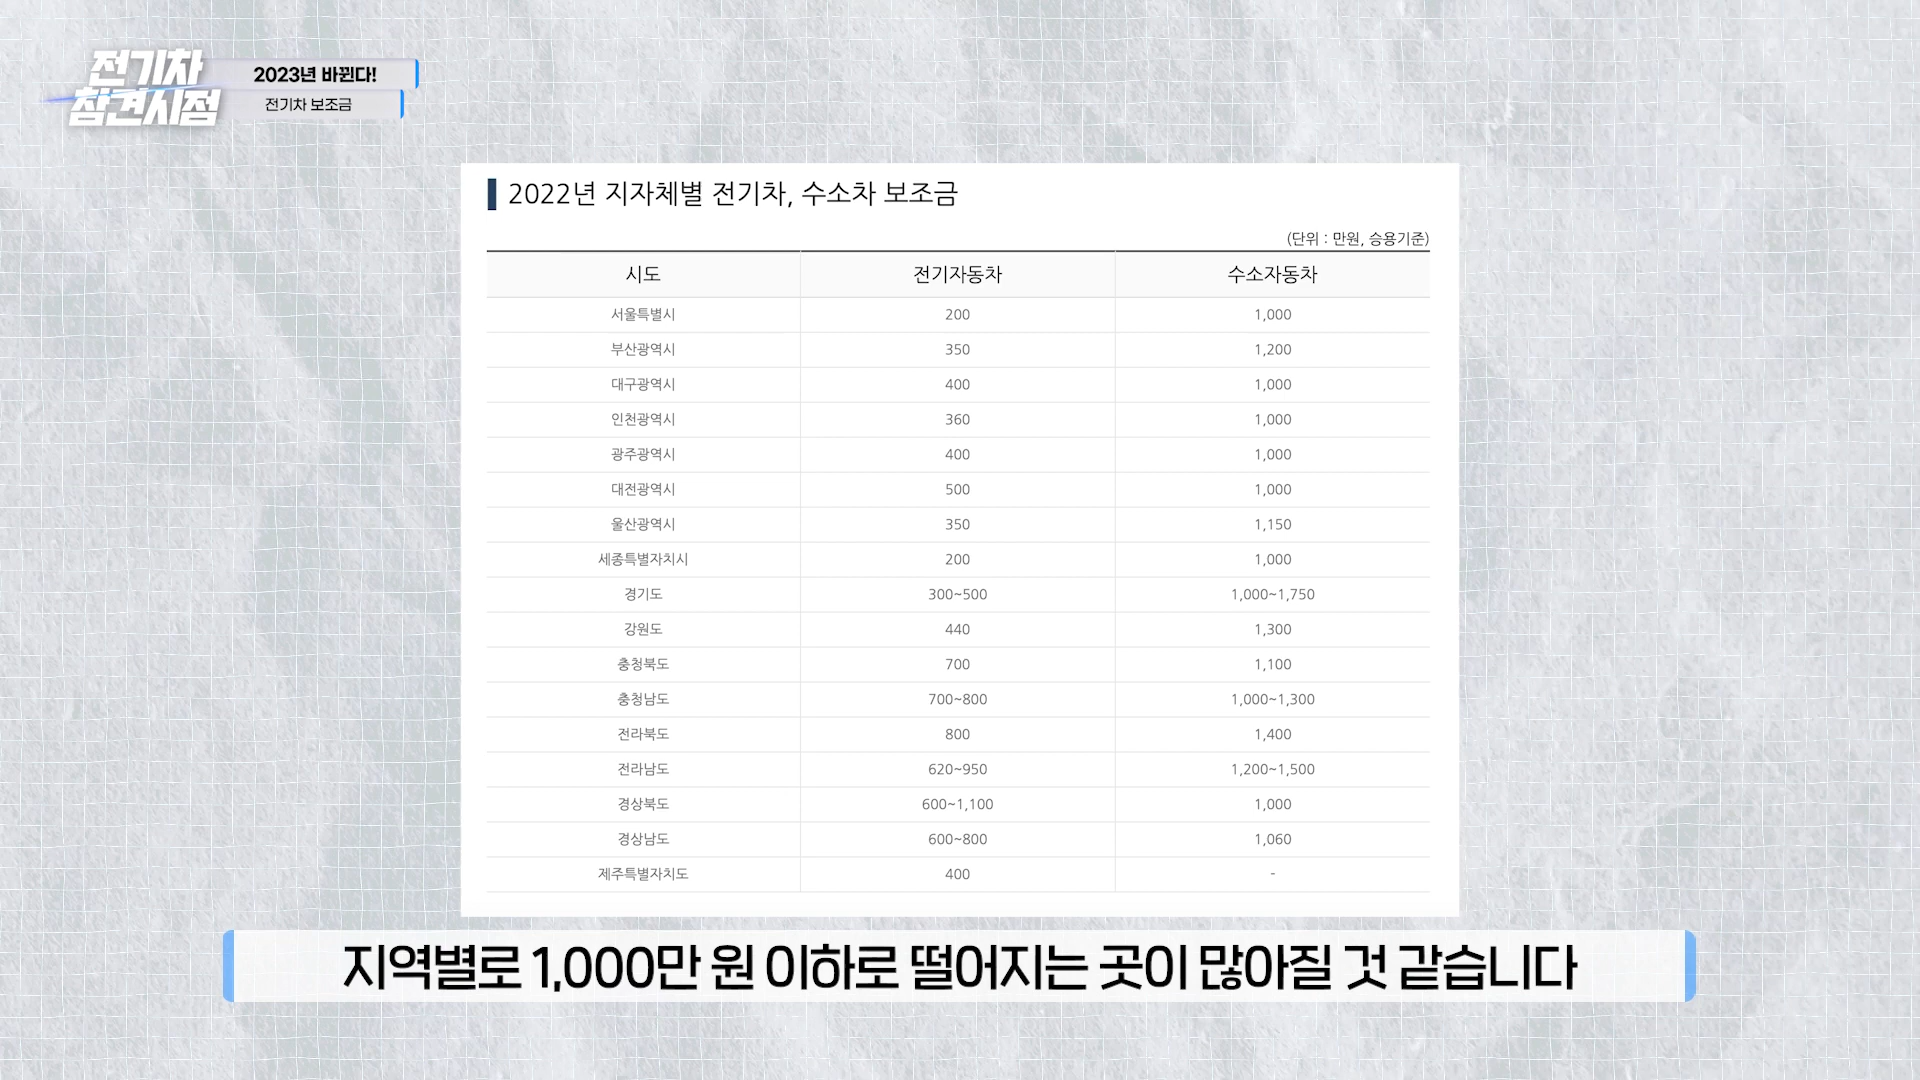 전기차
참견시점
2023년 바뀐다!
전기차 보조금
2022년 지자체별 전기차, 수소차 보조금
(단위 : 만원, 승용기준)
시도 전기자동차 수소자동차
서울특별시 200 1,000
부산광역시 350 1,200
대구광역시 400 1,000
인천광역시 360 1,000
광주광역시 400 1,000
대전광역시 500 1,000
울산광역시 350 1,150
세종특별자치시 200 1,000
경기도 300~500 1,000~1,750
강원도 440 1,300
충청북도 700 1,100
충청남도 700~800 1,000~1,300
전라북도 800 1,400
전라남도 620~950 1,200~1,500
경상북도 600~1,100 1,000
경상남도 600~800 1,060
제주특별자치도 400 -
지역별로 1,000만 원 이하로 떨어지는 곳이 많아질 것 같습니다